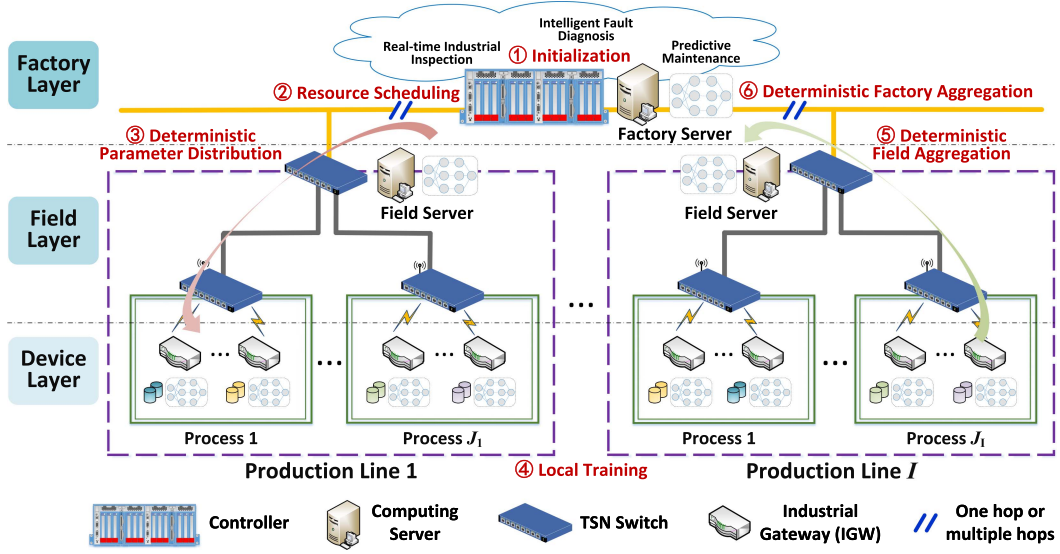 Factory
Layer
Real-time Industrial
Inspection
Intelligent Fault
Diagnosis
Predictive
Maintenance
① Initialization
② Resource Scheduling
⑥ Deterministic Factory Aggregation
Factory Server
③ Deterministic
Parameter Distribution
⑤ Deterministic
Field Aggregation
Field
Layer
Field Server
Field Server
...
Device
Layer
...
...
...
...
...
...
Process 1
Process J1
Process 1
Process JI
Production Line 1
④ Local Training
Production Line I
Controller
Computing
Server
TSN Switch
Industrial
Gateway (IGW)
One hop or
multiple hops